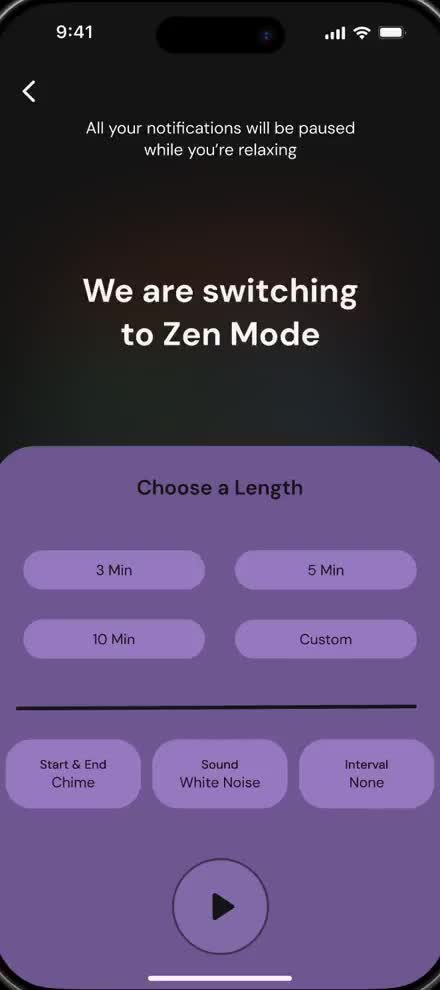 9:41
All your notifications will be paused
while you're relaxing
We are switching
to Zen Mode
Choose a Length
3 Min
5 Min
10 Min
Custom
Start & End
Chime
Sound
White Noise
Interval
None